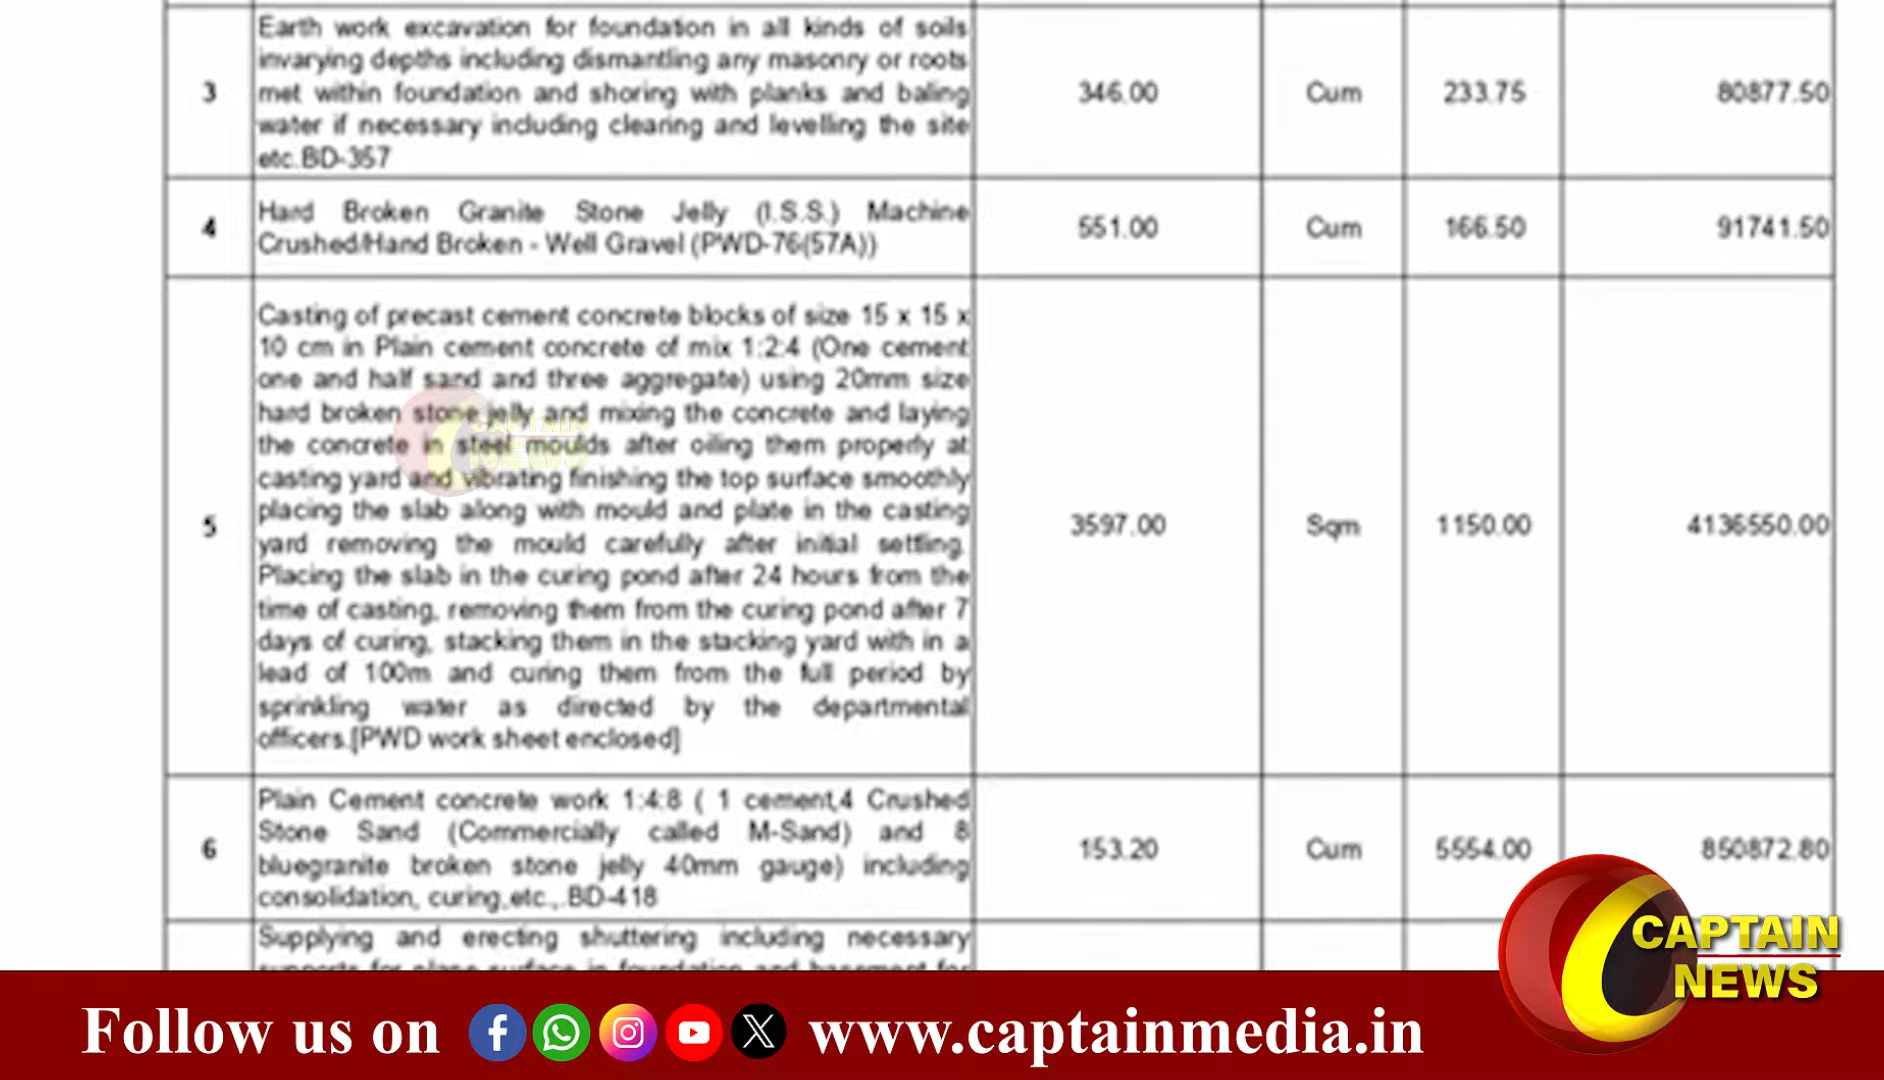 3
Earth work excavation for foundation in all kinds of soils
invarying depths including dismantling any masonry or roots
met within foundation and shoring with planks and baling
water if necessary including clearing and levelling the site
etc.BD-357
346.00
Cum
233.75
80877.50
4
Hard Broken Granite Stone Jelly (I.S.S.) Machine
Crushed/Hand Broken - Well Gravel (PWD-76(57A))
551.00
Cum
166.50
91741.50
5
Casting of precast cement concrete blocks of size 15 x 15 x
10 cm in Plain cement concrete of mix 1:2:4 (One cement
one and half sand and three aggregate) using 20mm size
hard broken stone jelly and mixing the concrete and laying
the concrete in steel moulds after oiling them properly at
casting yard and vibrating finishing the top surface smoothly
placing the slab along with mould and plate in the casting
yard removing the mould carefully after initial settling.
Placing the slab in the curing pond after 24 hours from the
time of casting, removing them from the curing pond after 7
days of curing, stacking them in the stacking yard with in a
lead of 100m and curing them from the full period by
sprinkling water as directed by the departmental
officers.[PWD work sheet enclosed]
3597.00
Sqm
1150.00
4136550.00
CAPTAIN
NEWS
6
Plain Cement concrete work 1:4:8 ( 1 cement,4 Crushed
Stone Sand (Commercially called M-Sand) and 8
bluegranite broken stone jelly 40mm gauge) including
consolidation, curing,etc.,.BD-418
153.20
Cum
5554.00
850872.80
Supplying and erecting shuttering including necessary
supports for plane surface in foundation and basement for
CAPTAIN
NEWS
Follow us on www.captainmedia.in